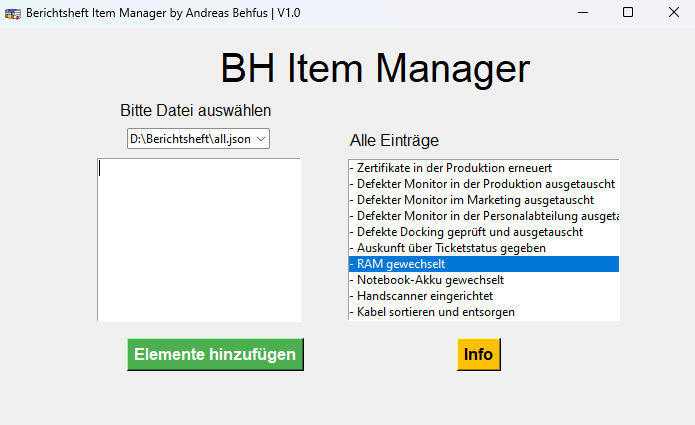 Berichtsheft Item Manager by Andreas Behfus | V1.0
BH Item Manager
Bitte Datei auswählen
D:\Berichtsheft\all.json
Alle Einträge
- Zertifikate in der Produktion erneuert
- Defekter Monitor in der Produktion ausgetauscht
- Defekter Monitor im Marketing ausgetauscht
- Defekter Monitor in der Personalabteilung ausgeta
- Defekte Docking geprüft und ausgetauscht
- Auskunft über Ticketstatus gegeben
- RAM gewechselt
- Notebook-Akku gewechselt
- Handscanner eingerichtet
- Kabel sortieren und entsorgen
Elemente hinzufügen
Info